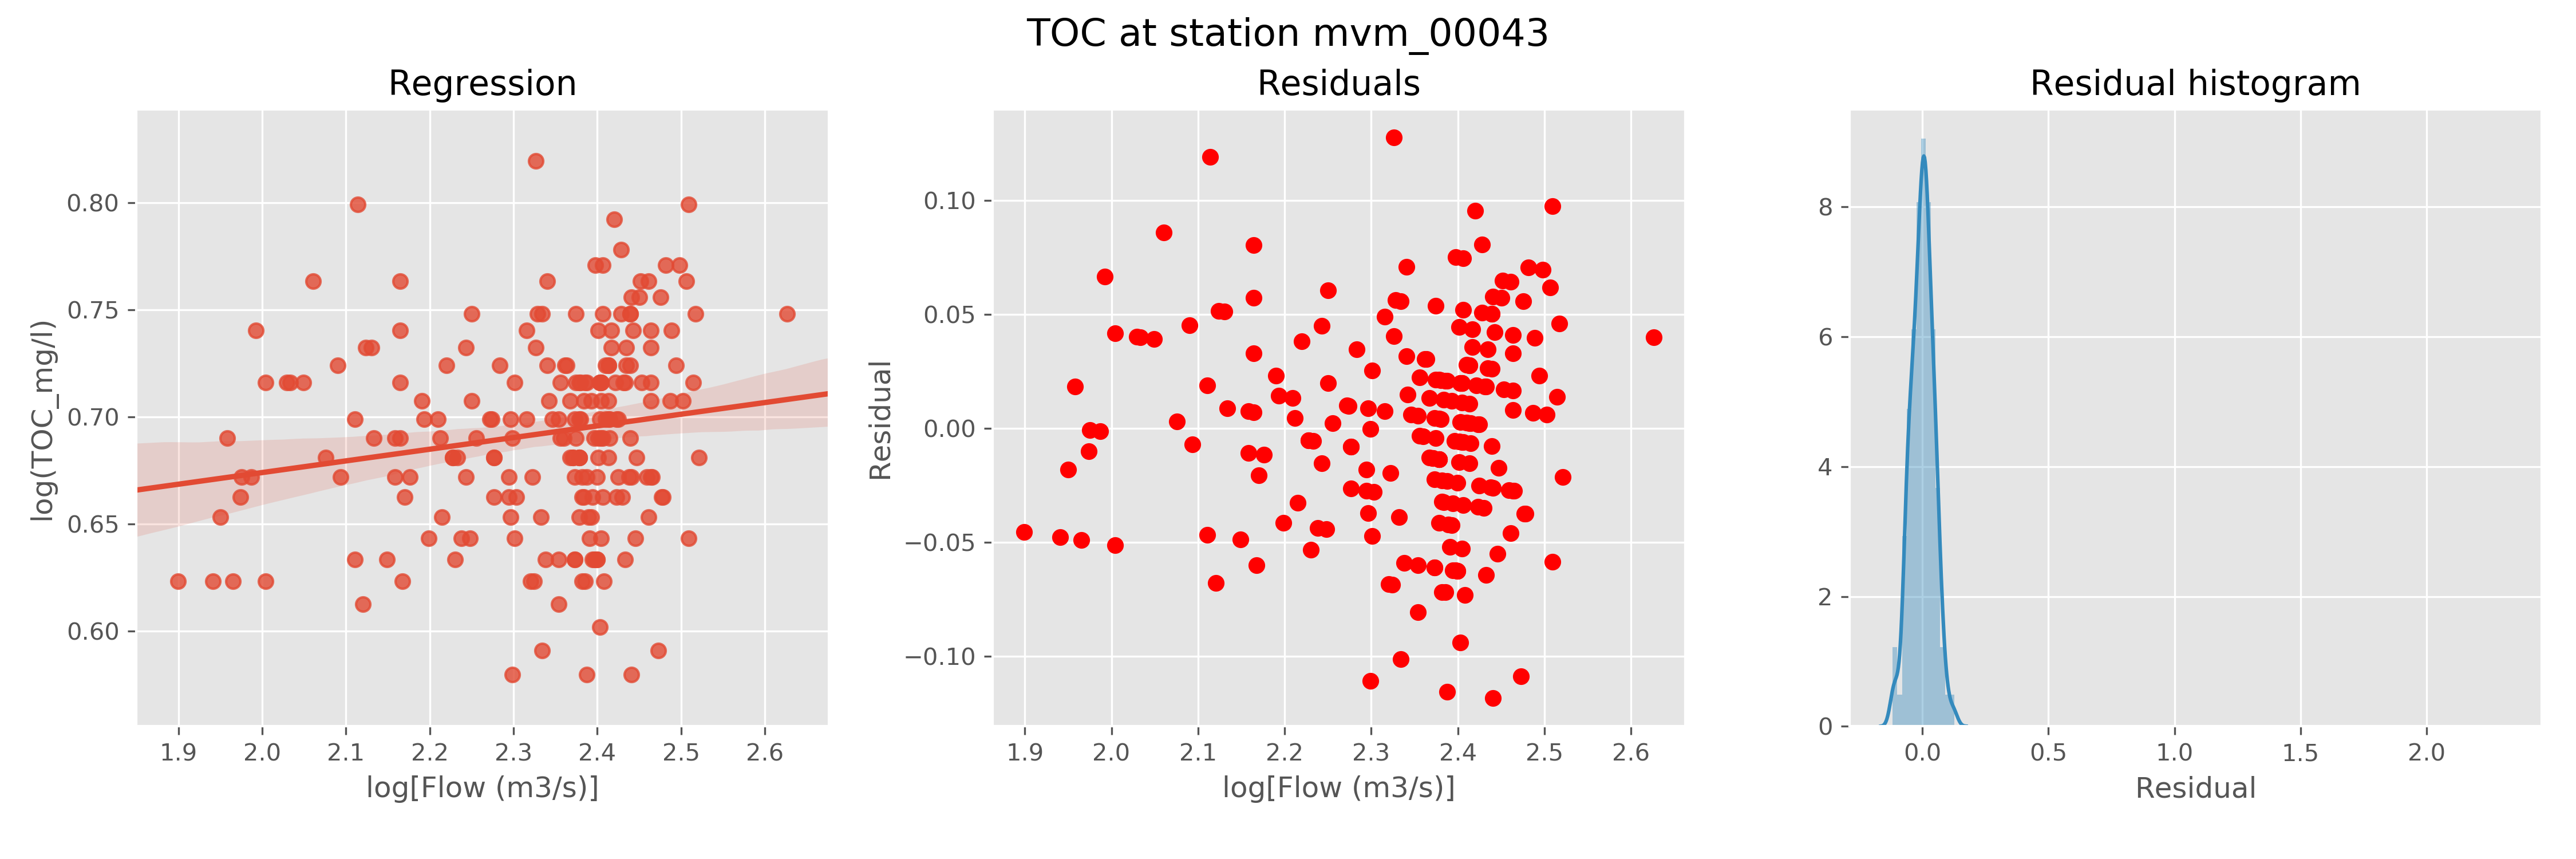 TOC at station mvm_00043
Regression
log(TOC_mg/l)
0.80
0.75
0.70
0.65
0.60
1.9 2.0 2.1 2.2 2.3 2.4 2.5 2.6
log[Flow (m3/s)]
Residuals
Residual
0.10
0.05
0.00
−0.05
−0.10
1.9 2.0 2.1 2.2 2.3 2.4 2.5 2.6
log[Flow (m3/s)]
Residual histogram
8
6
4
2
0
0.0 0.5 1.0 1.5 2.0
Residual